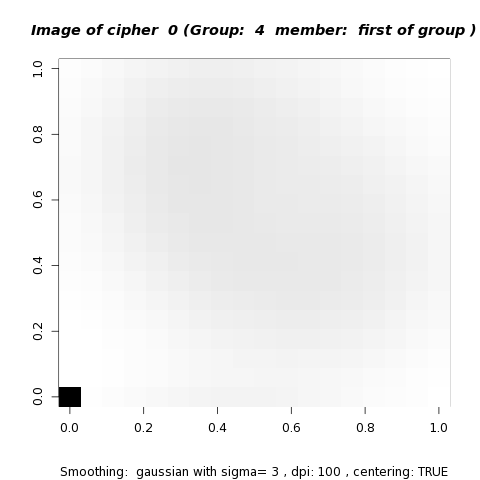 Image of cipher 0 (Group: 4 member: first of group )
1.0
0.8
0.6
0.4
0.2
0.0
0.0 0.2 0.4 0.6 0.8 1.0
Smoothing: gaussian with sigma= 3 , dpi: 100 , centering: TRUE